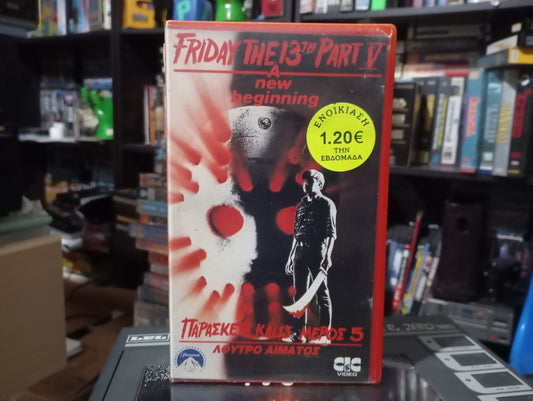 FRIDAY THE 13TH PART V
A
new
beginning
ΕΝΟΙΚΙΑΣΗ
1.20€
ΤΗΝ
ΕΒΔΟΜΑΔΑ
ΠΑΡΑΣΚΕΥΗ ΚΑΙ 13. ΜΕΡΟΣ 5
ΛΟΥΤΡΟ ΑΙΜΑΤΟΣ
Paramount
CIC
VIDEO